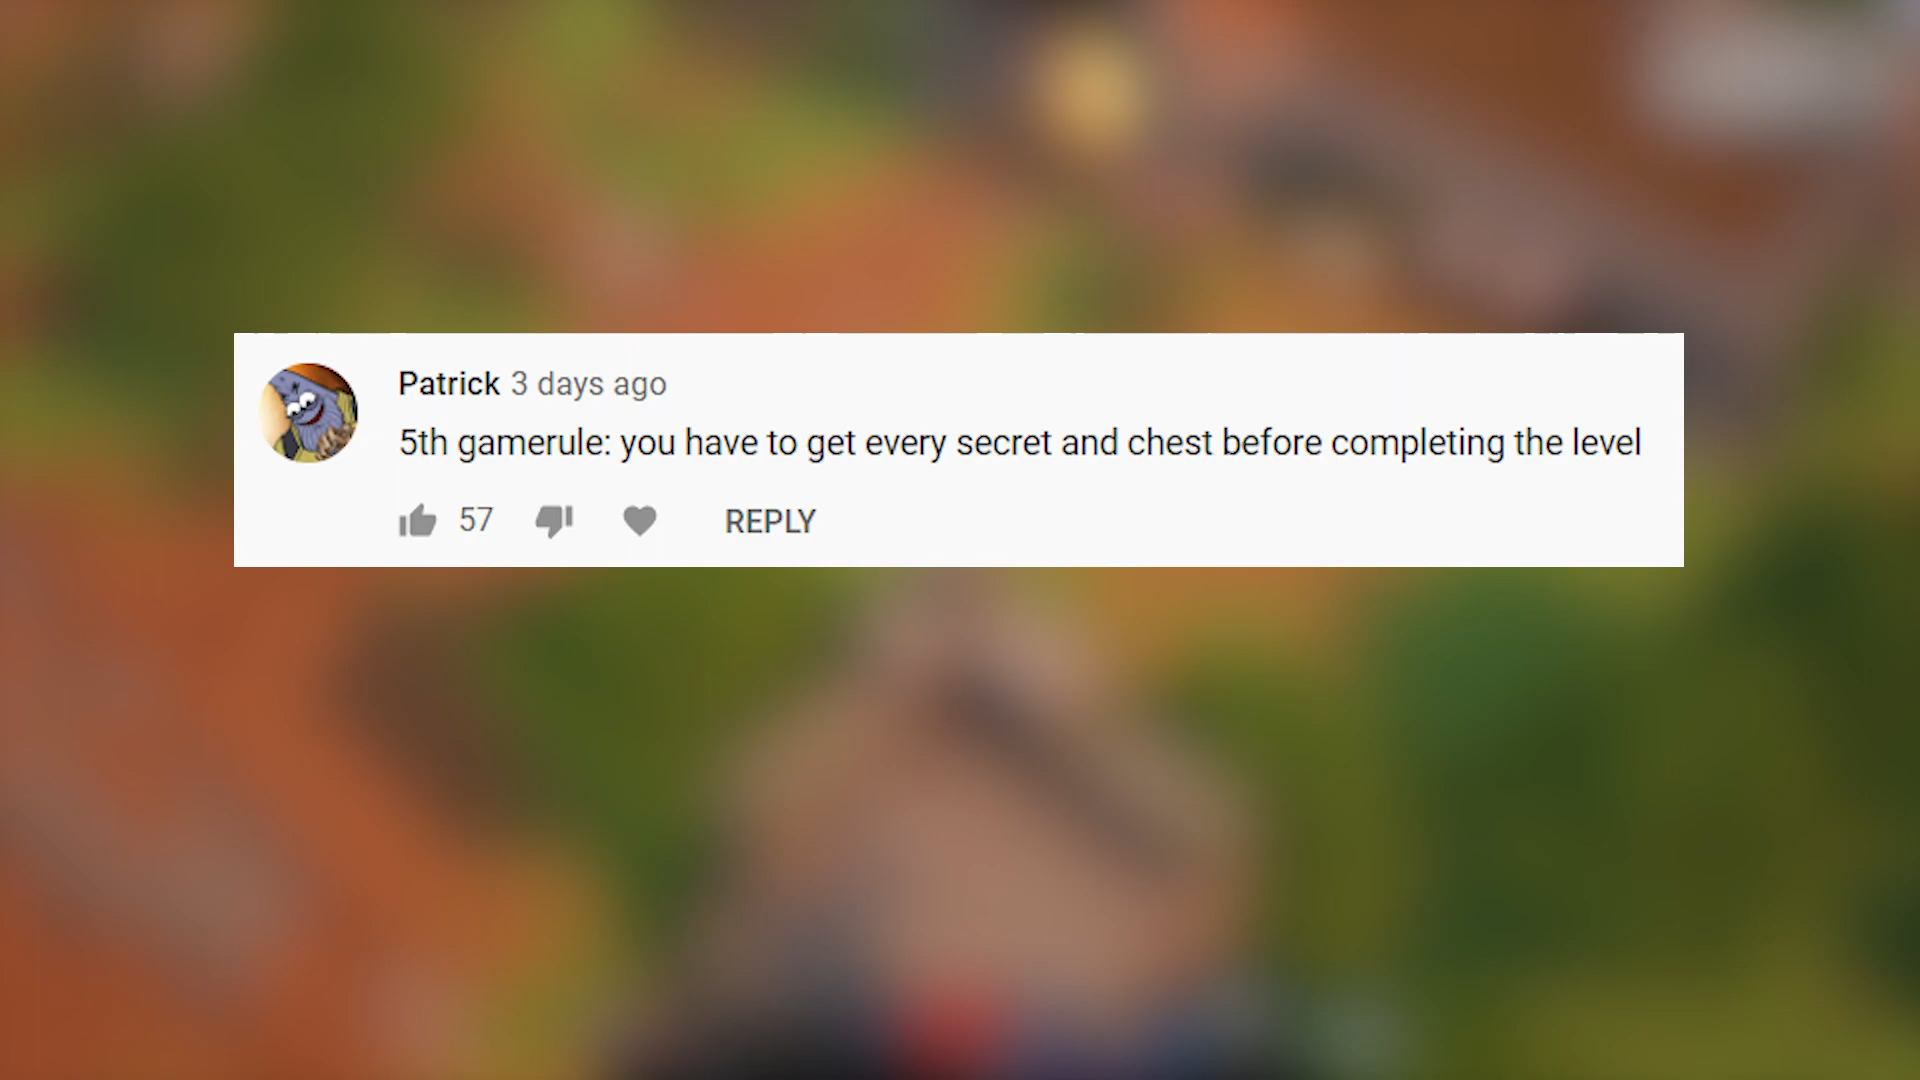 Patrick 3 days ago
5th gamerule: you have to get every secret and chest before completing the level
57 REPLY